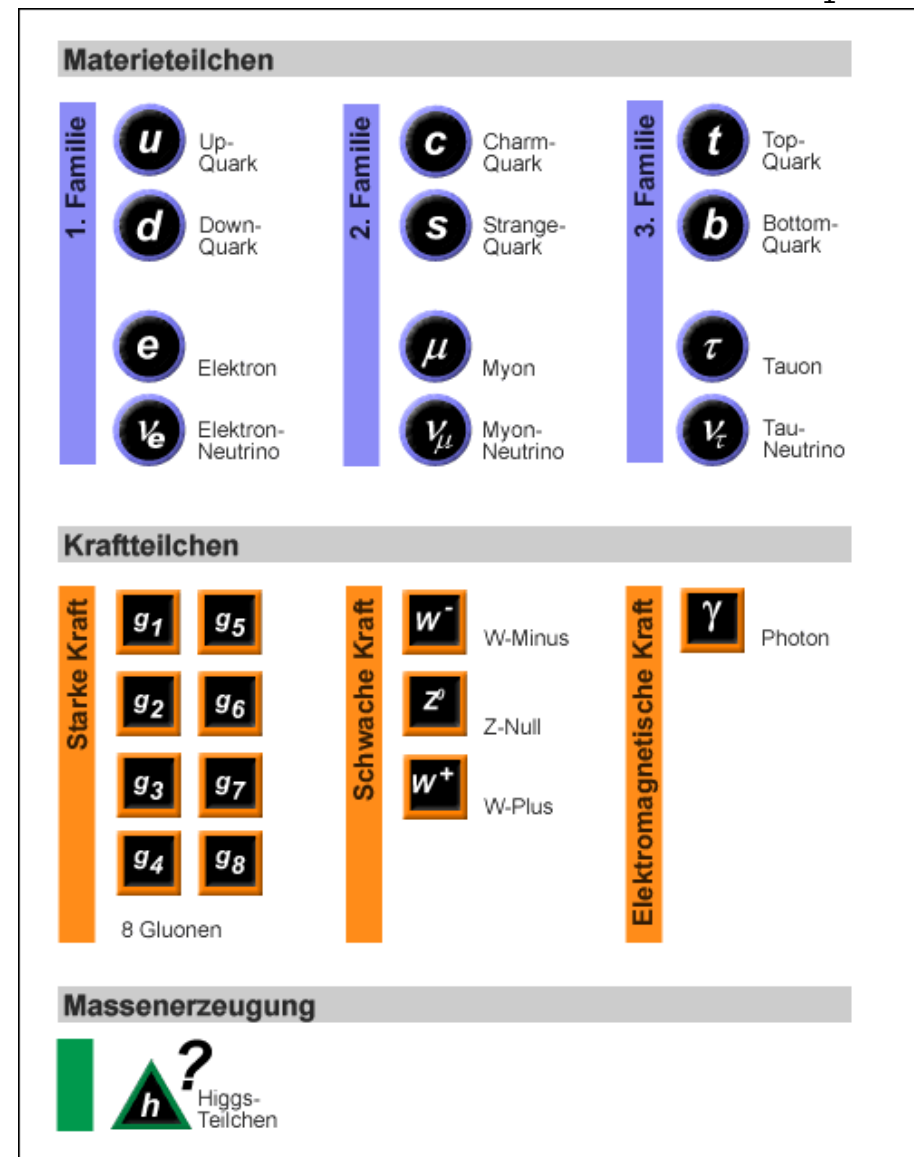 Materieteilchen
1. Familie
u
Up-
Quark
d
Down-
Quark
e
Elektron
νe
Elektron-
Neutrino
2. Familie
c
Charm-
Quark
s
Strange-
Quark
μ
Myon
νμ
Myon-
Neutrino
3. Familie
t
Top-
Quark
b
Bottom-
Quark
τ
Tauon
ντ
Tau-
Neutrino
Kraftteilchen
Starke Kraft
g1 g5
g2 g6
g3 g7
g4 g8
8 Gluonen
Schwache Kraft
W-
W-Minus
Z0
Z-Null
W+
W-Plus
Elektromagnetische Kraft
γ
Photon
Massenerzeugung
h
?
Higgs-
Teilchen